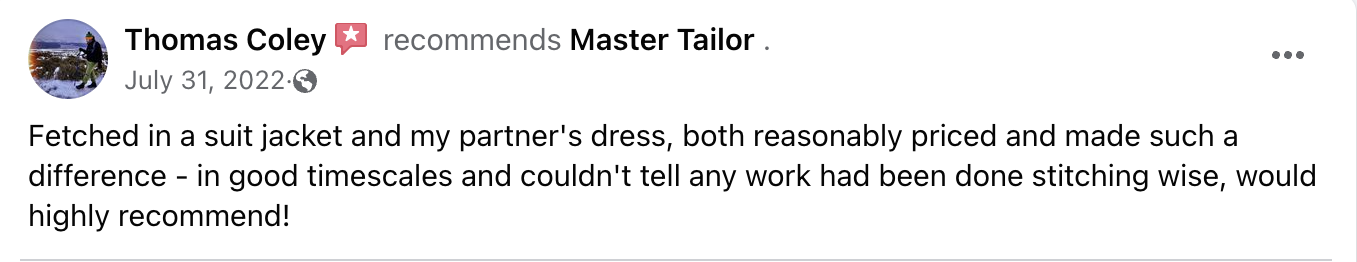 Thomas Coley recommends Master Tailor .
July 31, 2022·
Fetched in a suit jacket and my partner's dress, both reasonably priced and made such a
difference - in good timescales and couldn't tell any work had been done stitching wise, would
highly recommend!